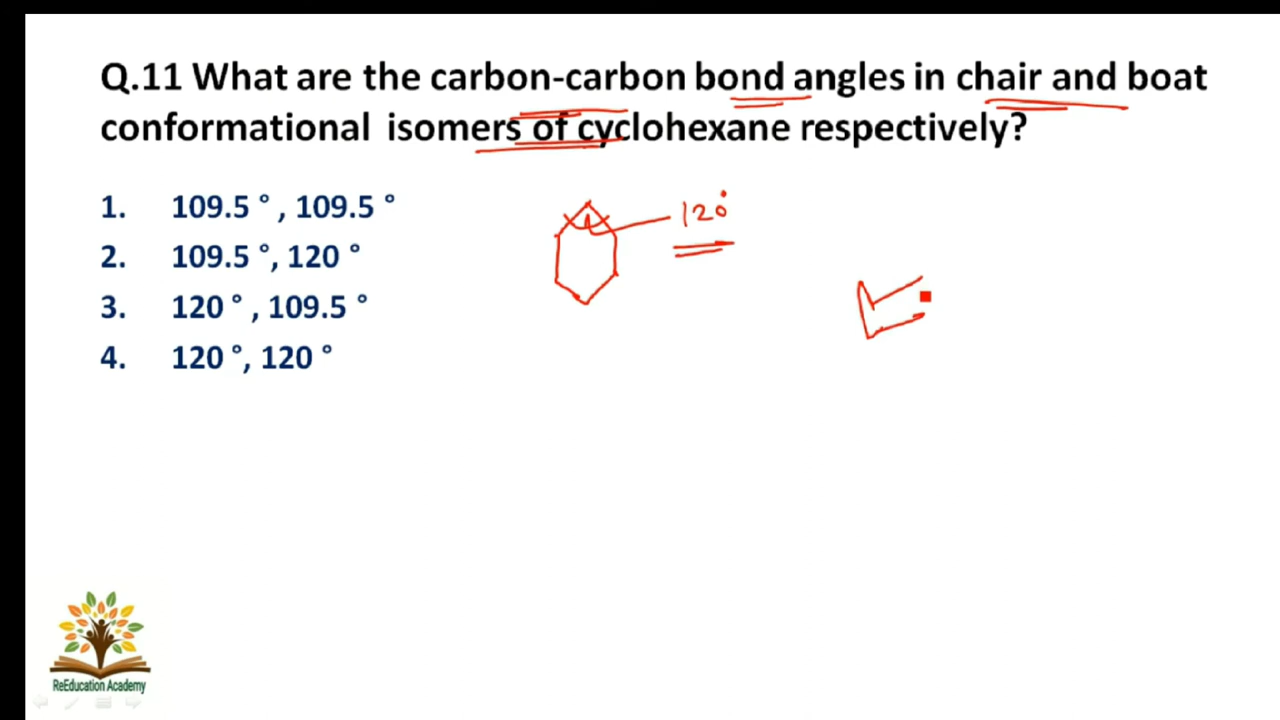 Q.11 What are the carbon-carbon bond angles in chair and boat
conformational isomers of cyclohexane respectively?
1. 109.5 °, 109.5 °
2. 109.5 °, 120 °
3. 120 °, 109.5 °
4. 120 °, 120 °
120°
ReEducation Academy